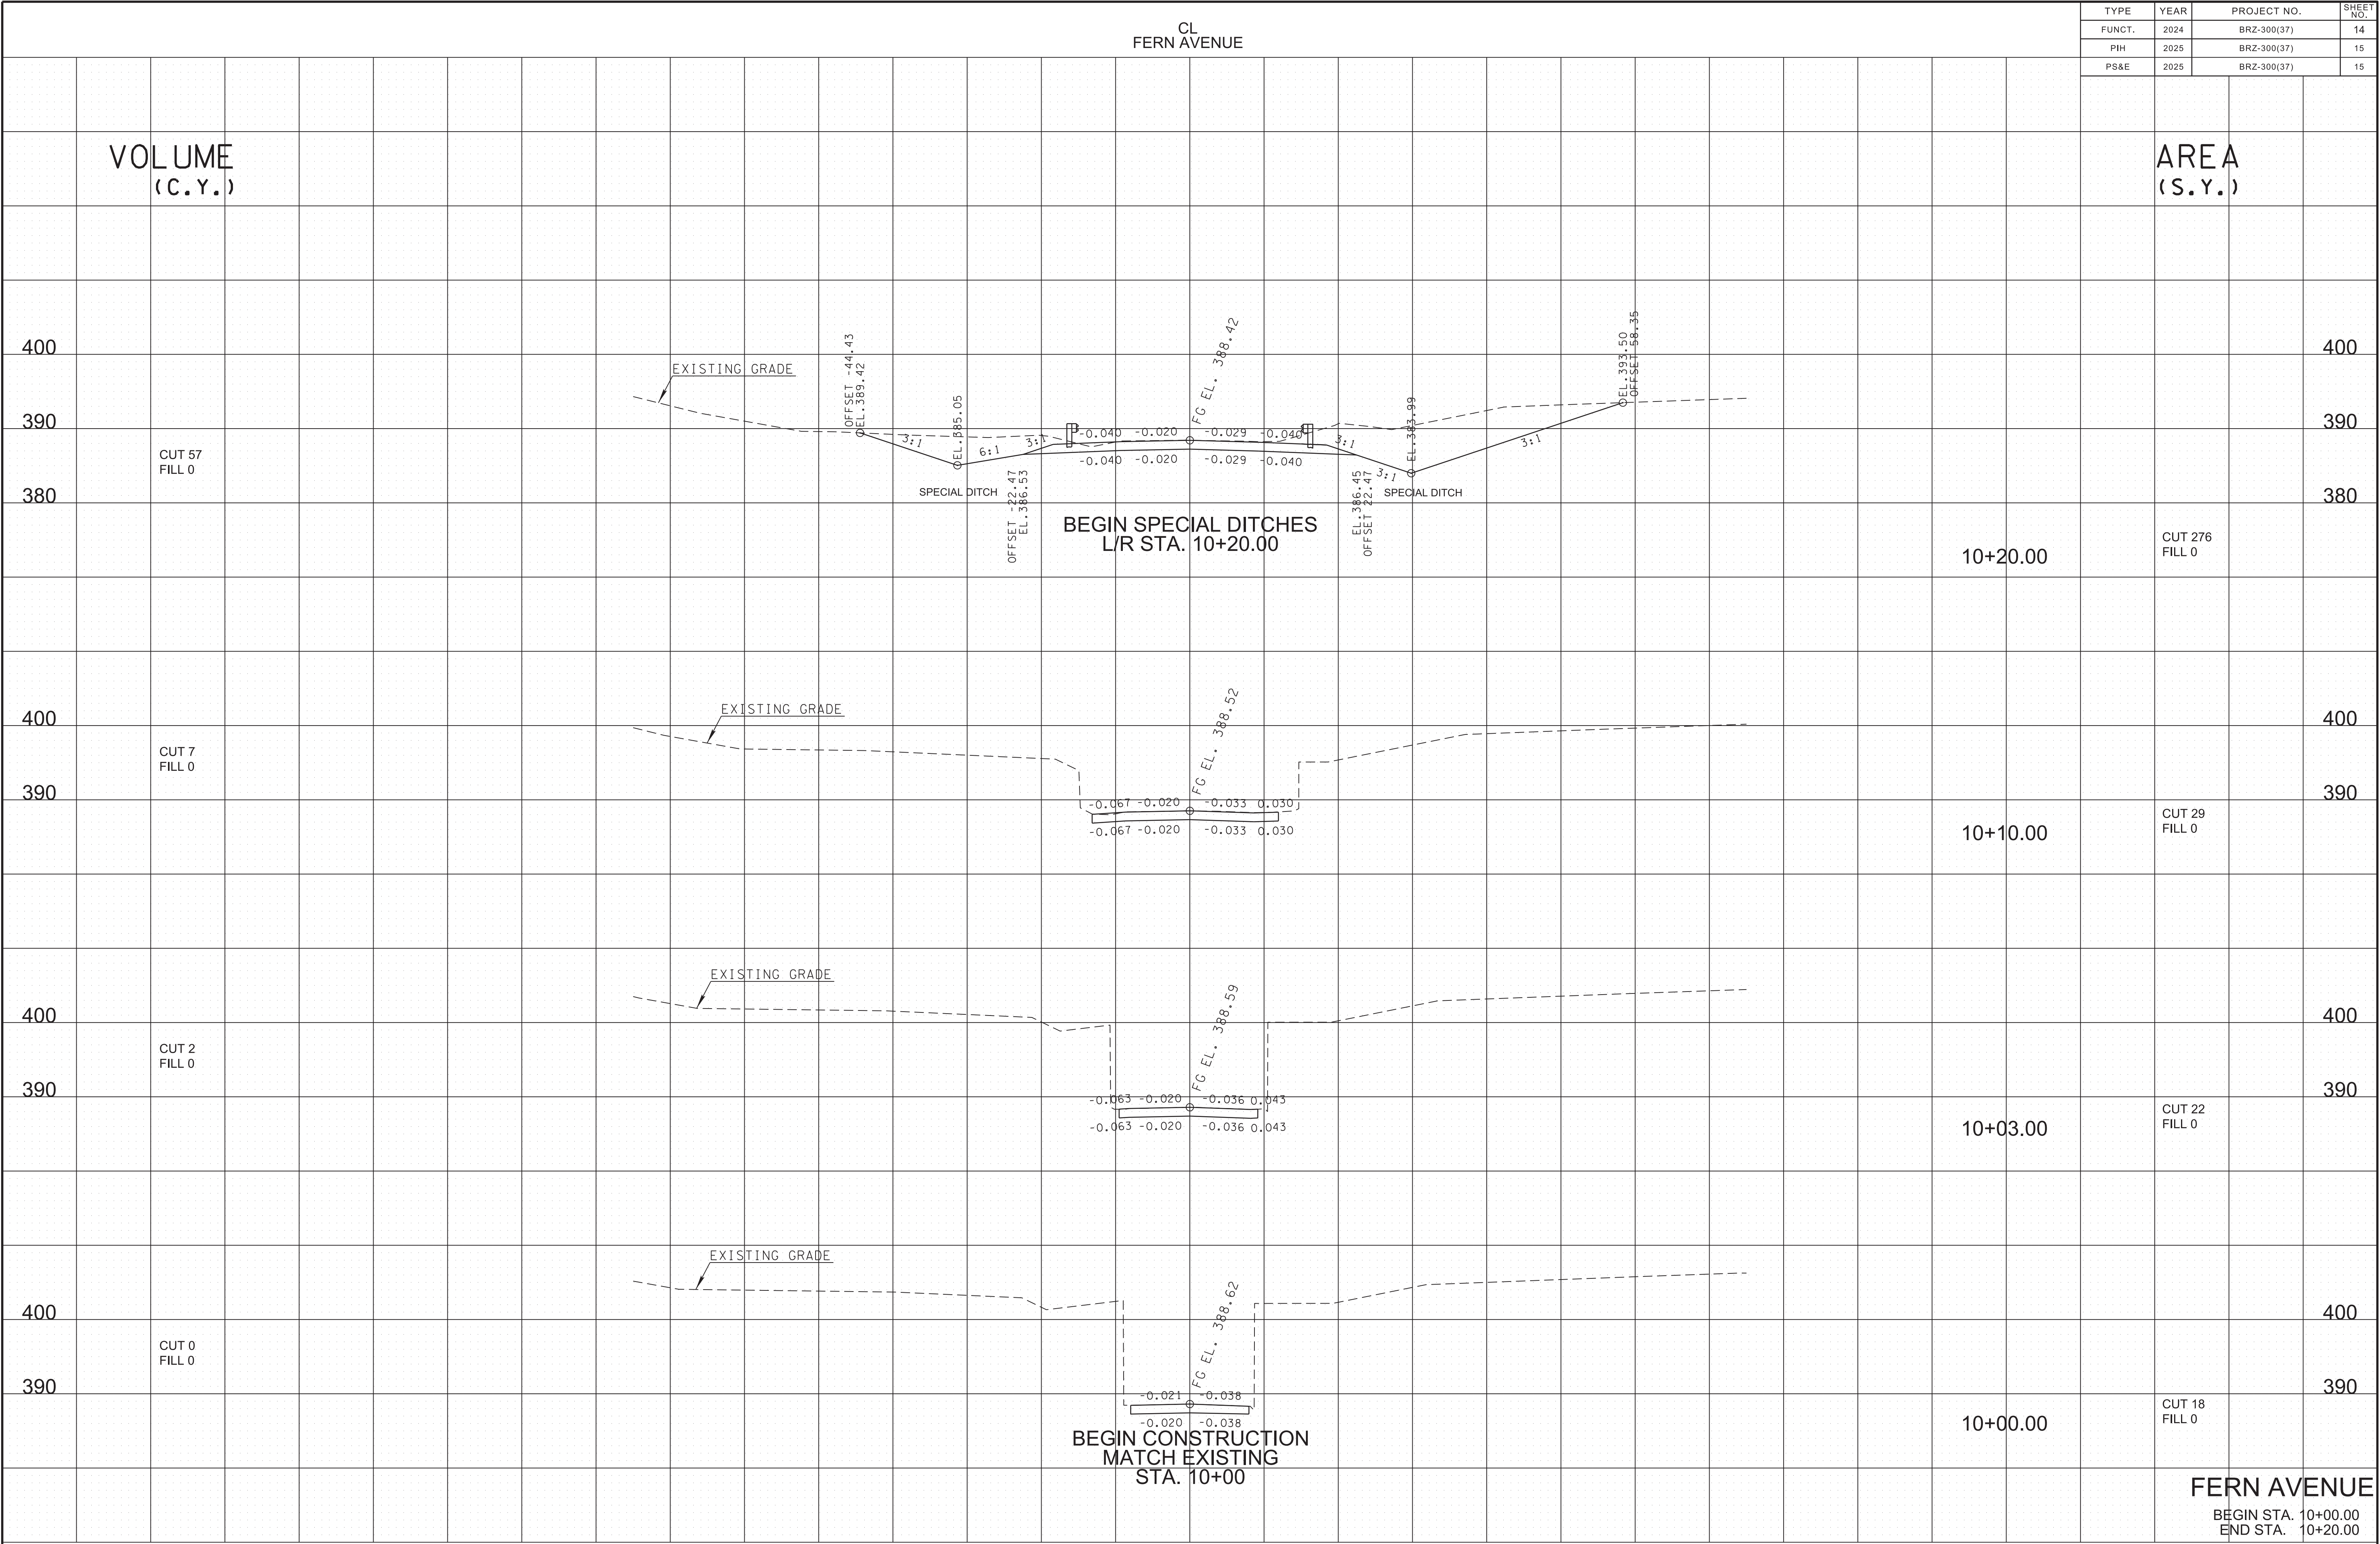 CL
FERN AVENUE
TYPE YEAR PROJECT NO. SHEET NO.
FUNCT. 2024 BRZ-300(37) 14
PIH 2025 BRZ-300(37) 15
PS&E 2025 BRZ-300(37) 15
VOLUME
(C.Y.)
AREA
(S.Y.)
400
400
EXISTING GRADE
OFFSET -44.43
EL.389.42
EL.385.05
FG EL. 388.42
EL.383.99
EL.393.50
OFFSET 58.35
390
390
3:1
6:1
3:1
-0.040 -0.020 -0.029 -0.040
3:1
3:1
3:1
-0.040 -0.020 -0.029 -0.040
CUT 57
FILL 0
380
380
SPECIAL DITCH
OFFSET -22.47
EL.386.53
EL.386.45
OFFSET 22.47
SPECIAL DITCH
BEGIN SPECIAL DITCHES
L/R STA. 10+20.00
10+20.00
CUT 276
FILL 0
400
400
EXISTING GRADE
FG EL. 388.52
CUT 7
FILL 0
390
390
-0.067 -0.020 -0.033 0.030
-0.067 -0.020 -0.033 0.030
10+10.00
CUT 29
FILL 0
EXISTING GRADE
400
400
FG EL. 388.59
CUT 2
FILL 0
390
390
-0.063 -0.020 -0.036 0.043
-0.063 -0.020 -0.036 0.043
10+03.00
CUT 22
FILL 0
EXISTING GRADE
400
400
FG EL. 388.62
CUT 0
FILL 0
390
390
-0.021 -0.038
-0.020 -0.038
10+00.00
CUT 18
FILL 0
BEGIN CONSTRUCTION
MATCH EXISTING
STA. 10+00
FERN AVENUE
BEGIN STA. 10+00.00
END STA. 10+20.00